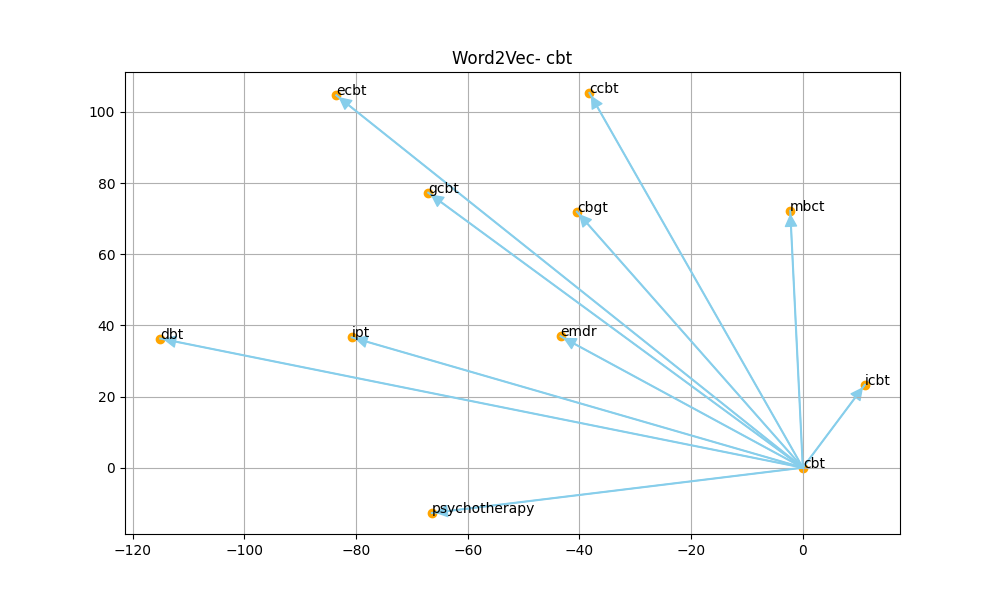 Word2Vec- cbt
ecbt
ccbt
100
gcbt
80
cbgt
mbct
60
40
dbt
ipt
emdr
20
icbt
0
cbt
psychotherapy
−120
−100
−80
−60
−40
−20
0